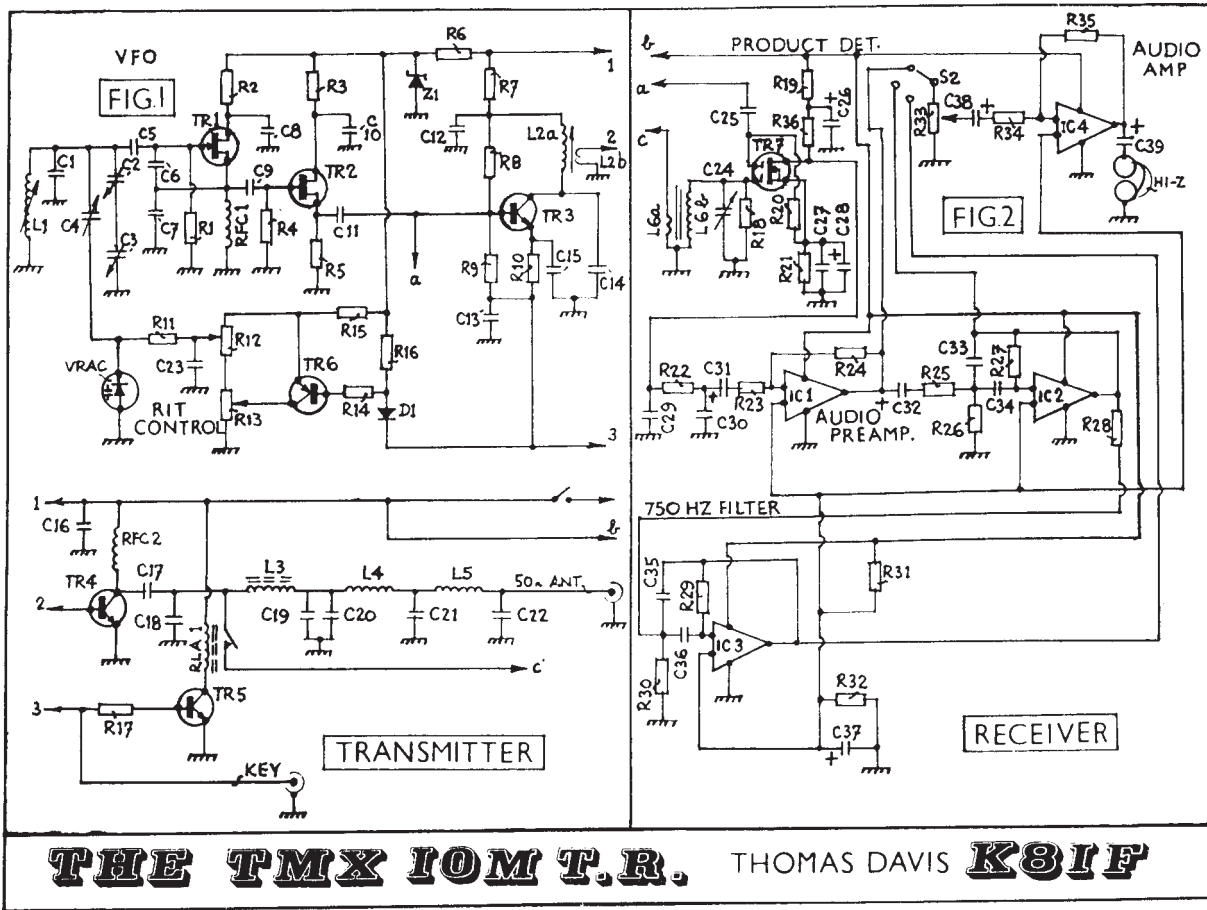 VFO
FIG.1
R6
1
R2
R3
Z1
R7
TR1
C8
C10
C12
L2a
2
L2b
C5
C1
C2
C6
C9
TR2
R8
L1
C4
C3
C7
R1
RFC1
R4
C11
TR3
R5
a
R9
R10
C15
C14
C13
R11
R12
R15
R16
C23
TR6
VRAC
R14
RIT CONTROL
R13
D1
3
1
C16
RFC2
b
TR4
C17
L3
L4
L5
50Ω ANT.
2
C18
C19
C20
C21
C22
RLA 1
c
TR5
3
R17
KEY
TRANSMITTER
b
PRODUCT DET.
R35
AUDIO AMP
a
R19
C26
S2
C25
R36
R33
C38
R34
IC4
C39
c
TR7
HI-Z
C24
L6a
L6b
R18
R20
C27
C28
FIG.2
R21
R24
C33
R27
R22
C31
R23
IC1
R25
C32
C34
IC2
C29
C30
AUDIO PREAMP.
R26
R28
750 HZ FILTER
C35
R29
R31
IC3
C36
R30
R32
C37
RECEIVER
THE TMX 10M T.R. THOMAS DAVIS K8IF